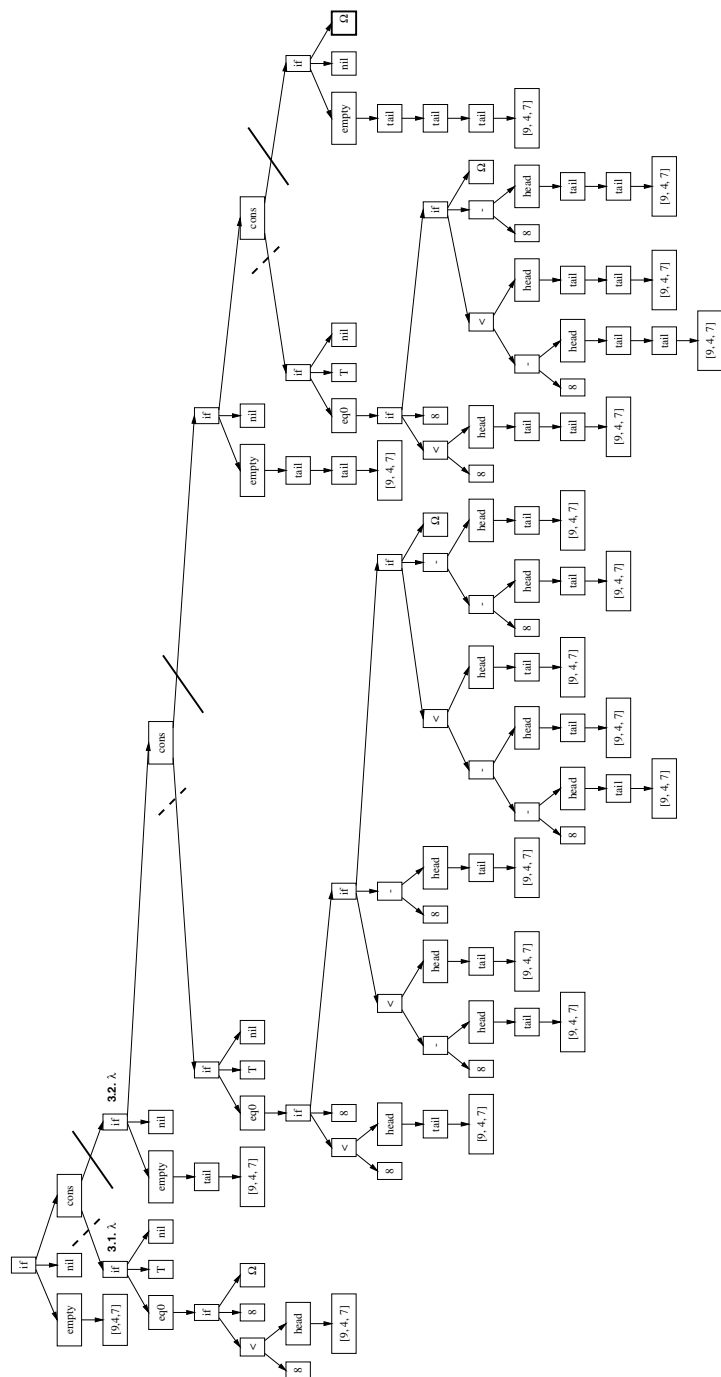 if
empty nil cons
[9,4,7] if 3.1. λ if 3.2. λ
eq0 T nil empty nil cons
if tail if if
< 8 Ω [9, 4, 7] eq0 T nil empty nil cons
8 head if tail if if
[9, 4, 7] < 8 if tail eq0 T nil empty nil Ω
8 head < - if [9, 4, 7] if tail
tail - head 8 head < - Ω < 8 if tail
[9, 4, 7] 8 head tail tail - head - head 8 head < - Ω tail
tail [9, 4, 7] [9, 4, 7] - head tail 8 head tail tail - head 8 head [9, 4, 7]
[9, 4, 7] 8 head tail [9, 4, 7] tail [9, 4, 7] tail 8 head tail tail
tail [9, 4, 7] [9, 4, 7] [9, 4, 7] tail tail tail
[9, 4, 7] tail [9, 4, 7] [9, 4, 7]
[9, 4, 7]